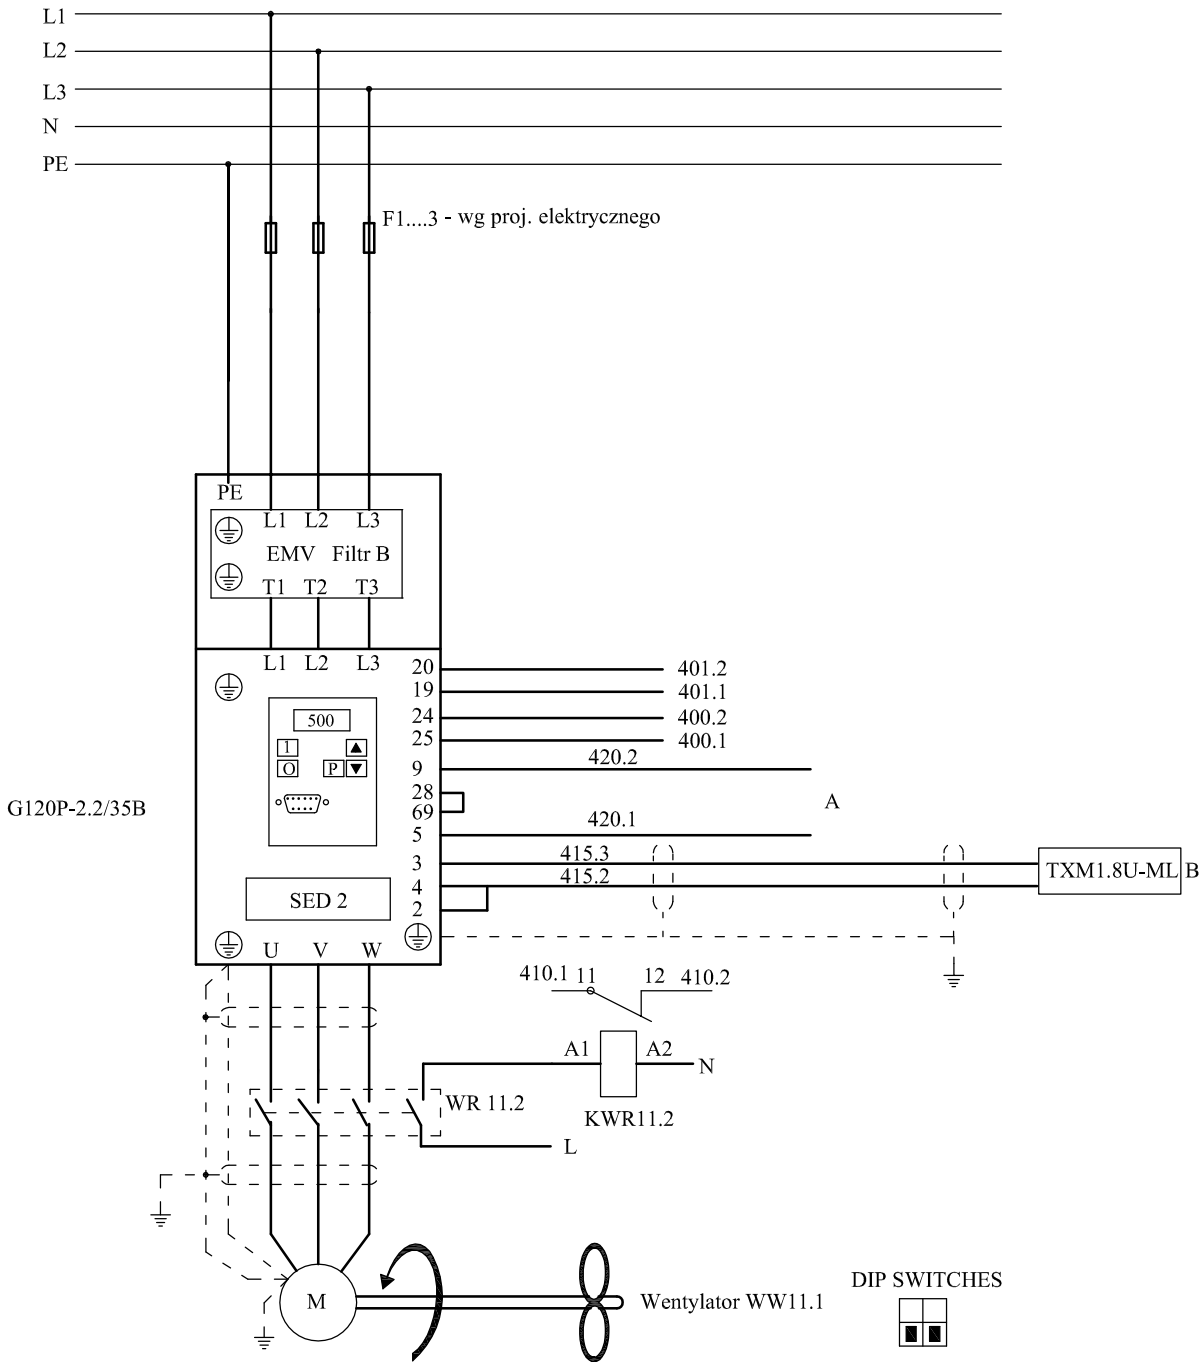 L1
L2
L3
N
PE
F1....3 - wg proj. elektrycznego
PE
L1 L2 L3
EMV Filtr B
T1 T2 T3
L1 L2 L3
20 401.2
19 401.1
500
24 400.2
25 400.1
1
O P
9 420.2
28
69
A
G120P-2.2/35B
5 420.1
3 415.3
TXM1.8U-ML B
4 415.2
SED 2
2
U V W
410.1 11 12 410.2
A1 A2
N
WR 11.2
KWR11.2
L
M
Wentylator WW11.1
DIP SWITCHES